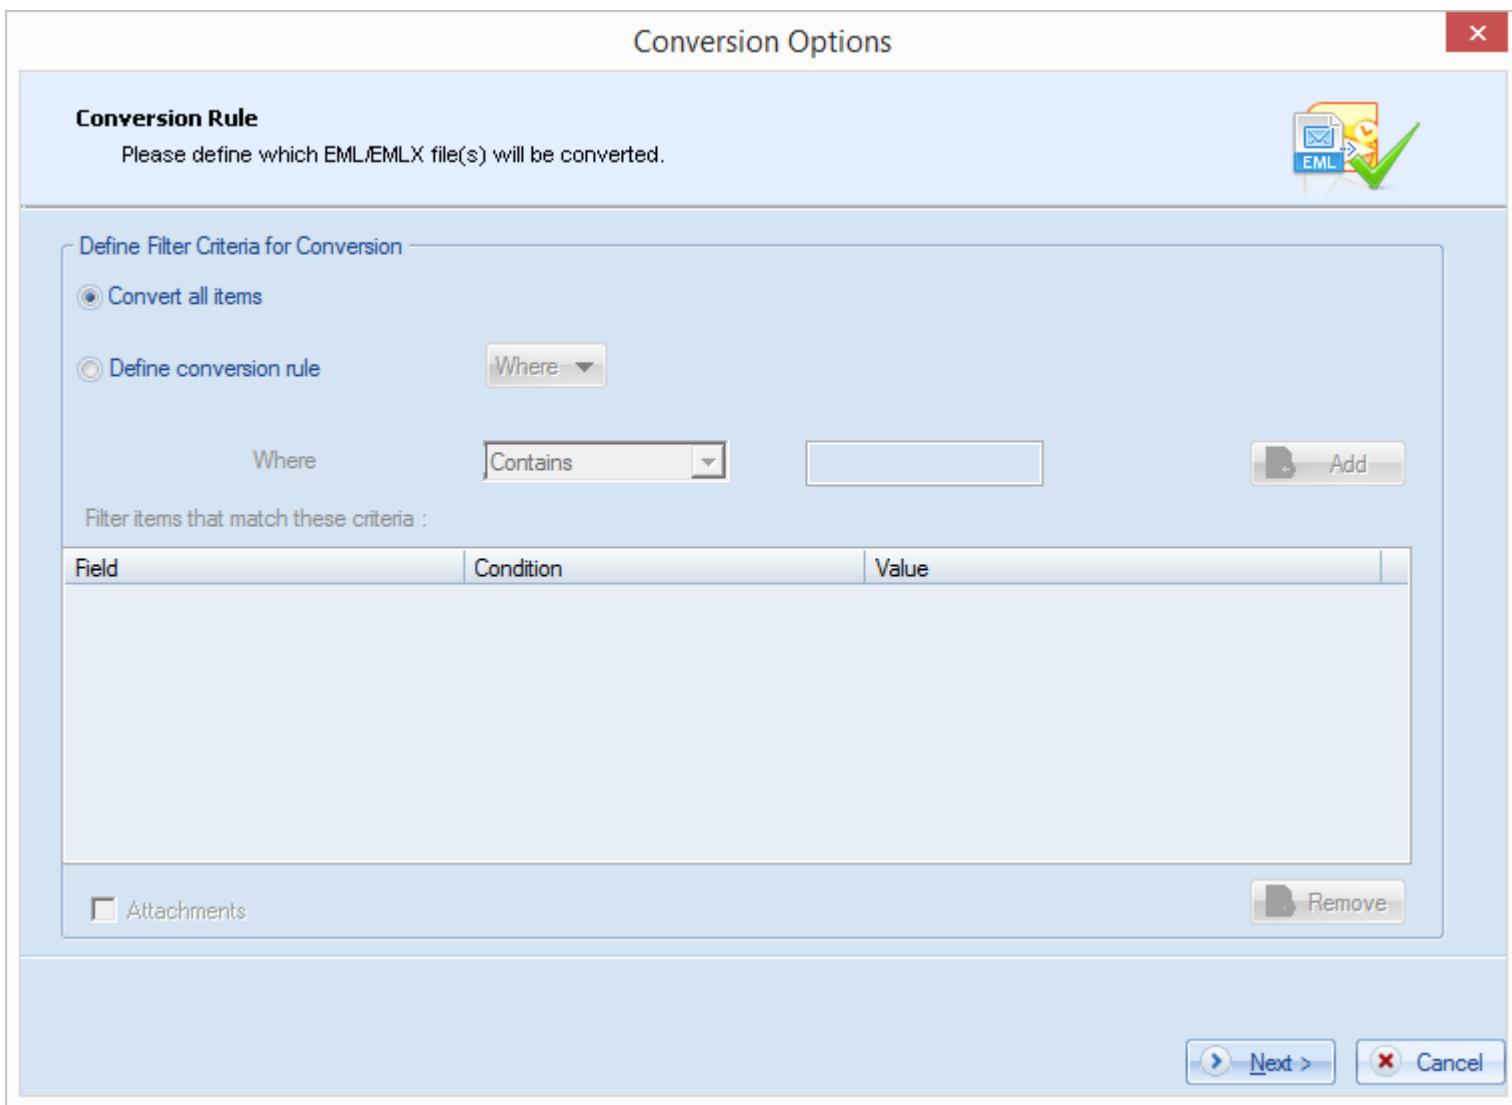 Conversion Options
Conversion Rule
Please define which EML/EMLX file(s) will be converted.
EML
Define Filter Criteria for Conversion
Convert all items
Define conversion rule
Where
Where
Contains
Add
Filter items that match these criteria :
Field Condition Value
Attachments
Remove
Next >
Cancel